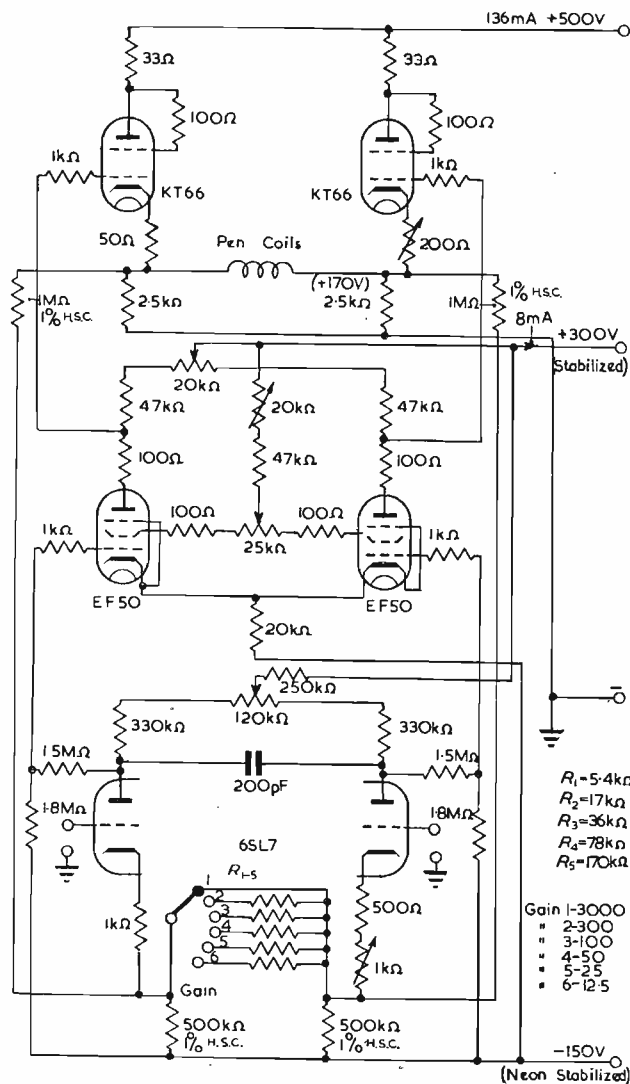 136mA +500V
33Ω 33Ω
100Ω 100Ω
1kΩ 1kΩ
KT66 KT66
50Ω 200Ω
Pen Coils
(+170V)
1MΩ
1% H.S.C.
2·5kΩ 2·5kΩ
1MΩ
1%
H.S.C.
8mA
+300V
(Stabilized)
20kΩ 20kΩ
47kΩ 47kΩ
47kΩ
100Ω 100Ω
100Ω 100Ω
1kΩ 1kΩ
25kΩ
EF50 EF50
20kΩ
250kΩ
120kΩ
330kΩ 330kΩ
–
1·5MΩ 1·5MΩ
200pF
1·8MΩ 1·8MΩ
6SL7
R₁=5·4kΩ
R₂=17kΩ
R₃=36kΩ
R₄=78kΩ
R₅=170kΩ
1 R₁₋₅
2
3
4
5
6
1kΩ
500Ω
1kΩ
Gain
Gain 1-3000
" 2-300
" 3-100
" 4-50
" 5-25
" 6-12·5
500kΩ
1% H.S.C.
500kΩ
1% H.S.C.
–150V
(Neon Stabilized)